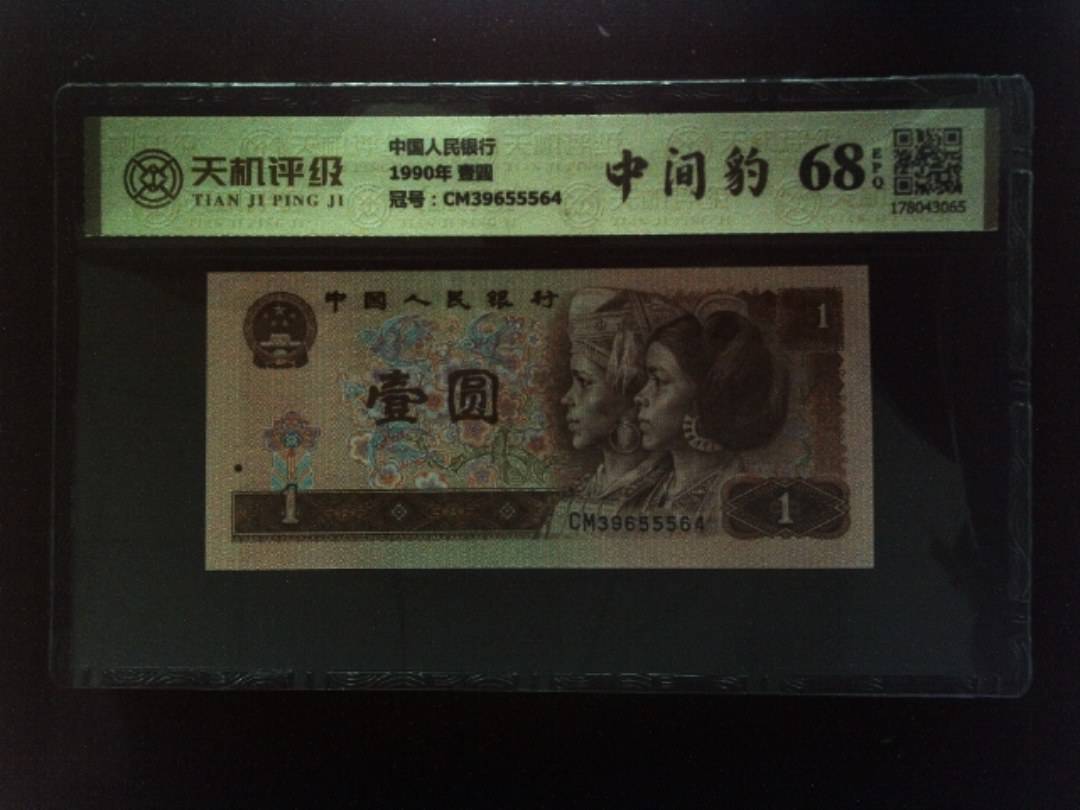 天机评级
TIAN JI PING JI
中国人民银行
1990年 壹圆
冠号：CM39655564
中间豹
68
EPQ
178043065
中国人民银行
壹圆
1
1
1
CM39655564